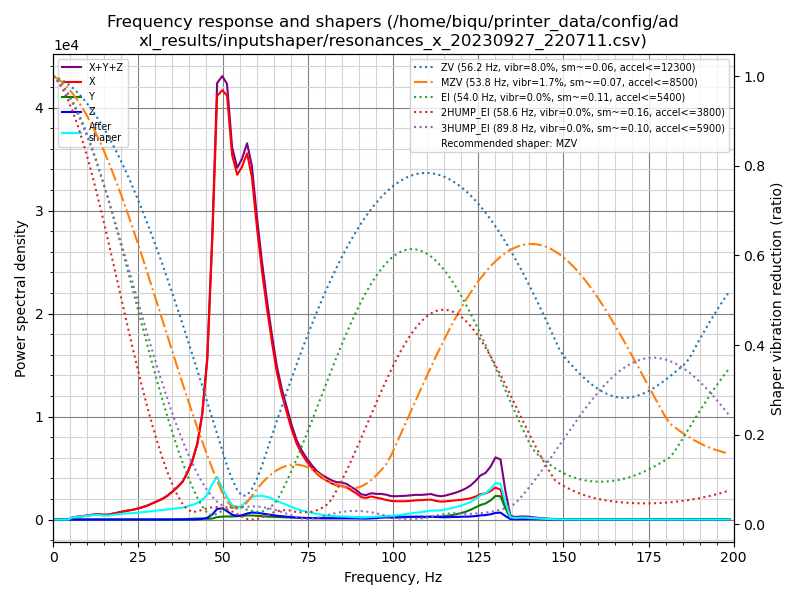 Frequency response and shapers (/home/biqu/printer_data/config/ad
xl_results/inputshaper/resonances_x_20230927_220711.csv)
1e4
X+Y+Z
X
Y
Z
After
shaper
ZV (56.2 Hz, vibr=8.0%, sm~=0.06, accel<=12300)
MZV (53.8 Hz, vibr=1.7%, sm~=0.07, accel<=8500)
EI (54.0 Hz, vibr=0.0%, sm~=0.11, accel<=5400)
2HUMP_EI (58.6 Hz, vibr=0.0%, sm~=0.16, accel<=3800)
3HUMP_EI (89.8 Hz, vibr=0.0%, sm~=0.10, accel<=5900)
Recommended shaper: MZV
Power spectral density
4
3
2
1
0
1.0
0.8
0.6
0.4
0.2
0.0
Shaper vibration reduction (ratio)
0 25 50 75 100 125 150 175 200
Frequency, Hz